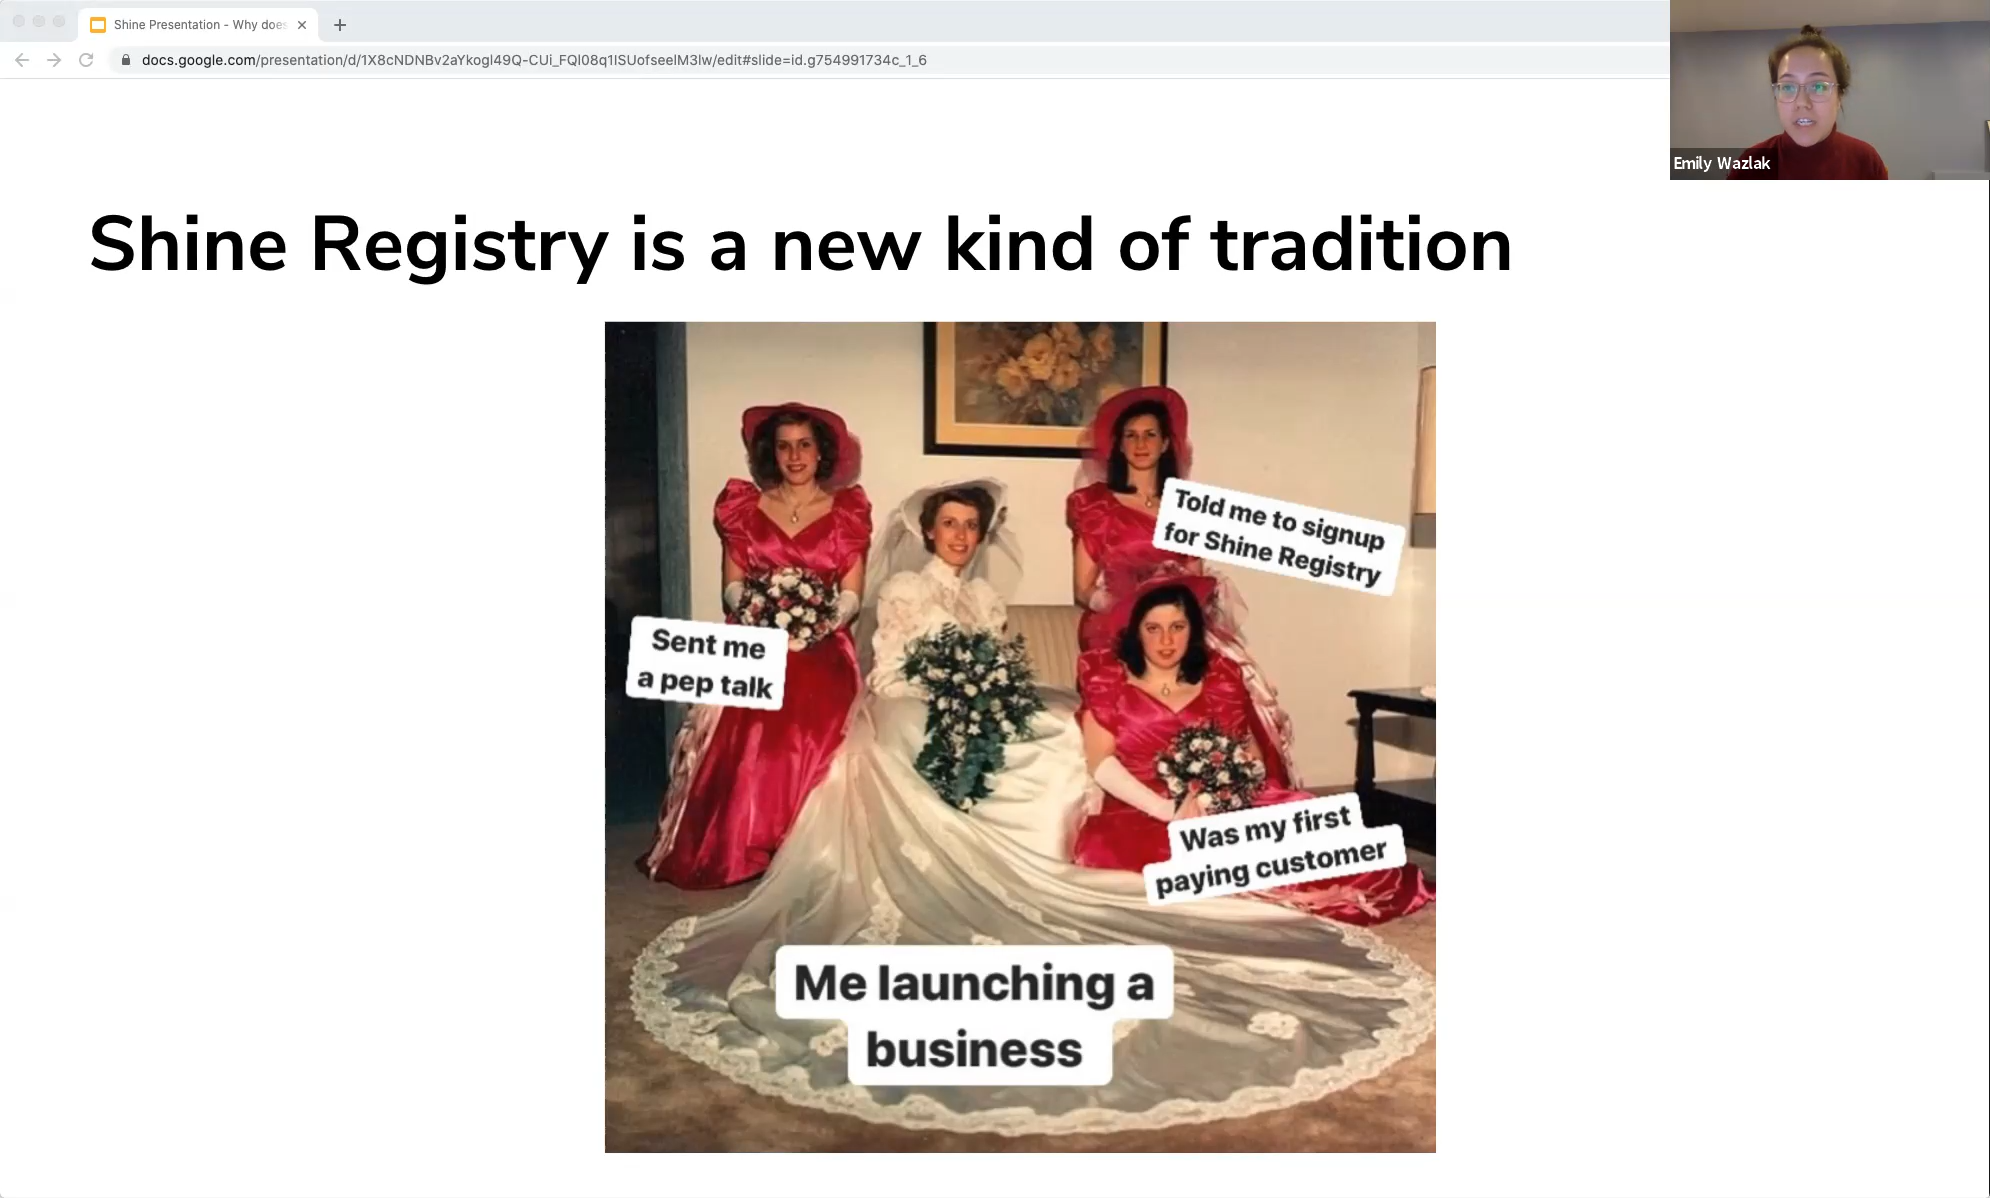 Shine Presentation - Why does
docs.google.com/presentation/d/1X8cNDNBv2aYkogl49Q-CUi_FQl08q1lSUofseelM3lw/edit#slide=id.g754991734c_1_6
Emily Wazlak
Shine Registry is a new kind of tradition
Told me to signup
for Shine Registry
Sent me
a pep talk
Was my first
paying customer
Me launching a
business